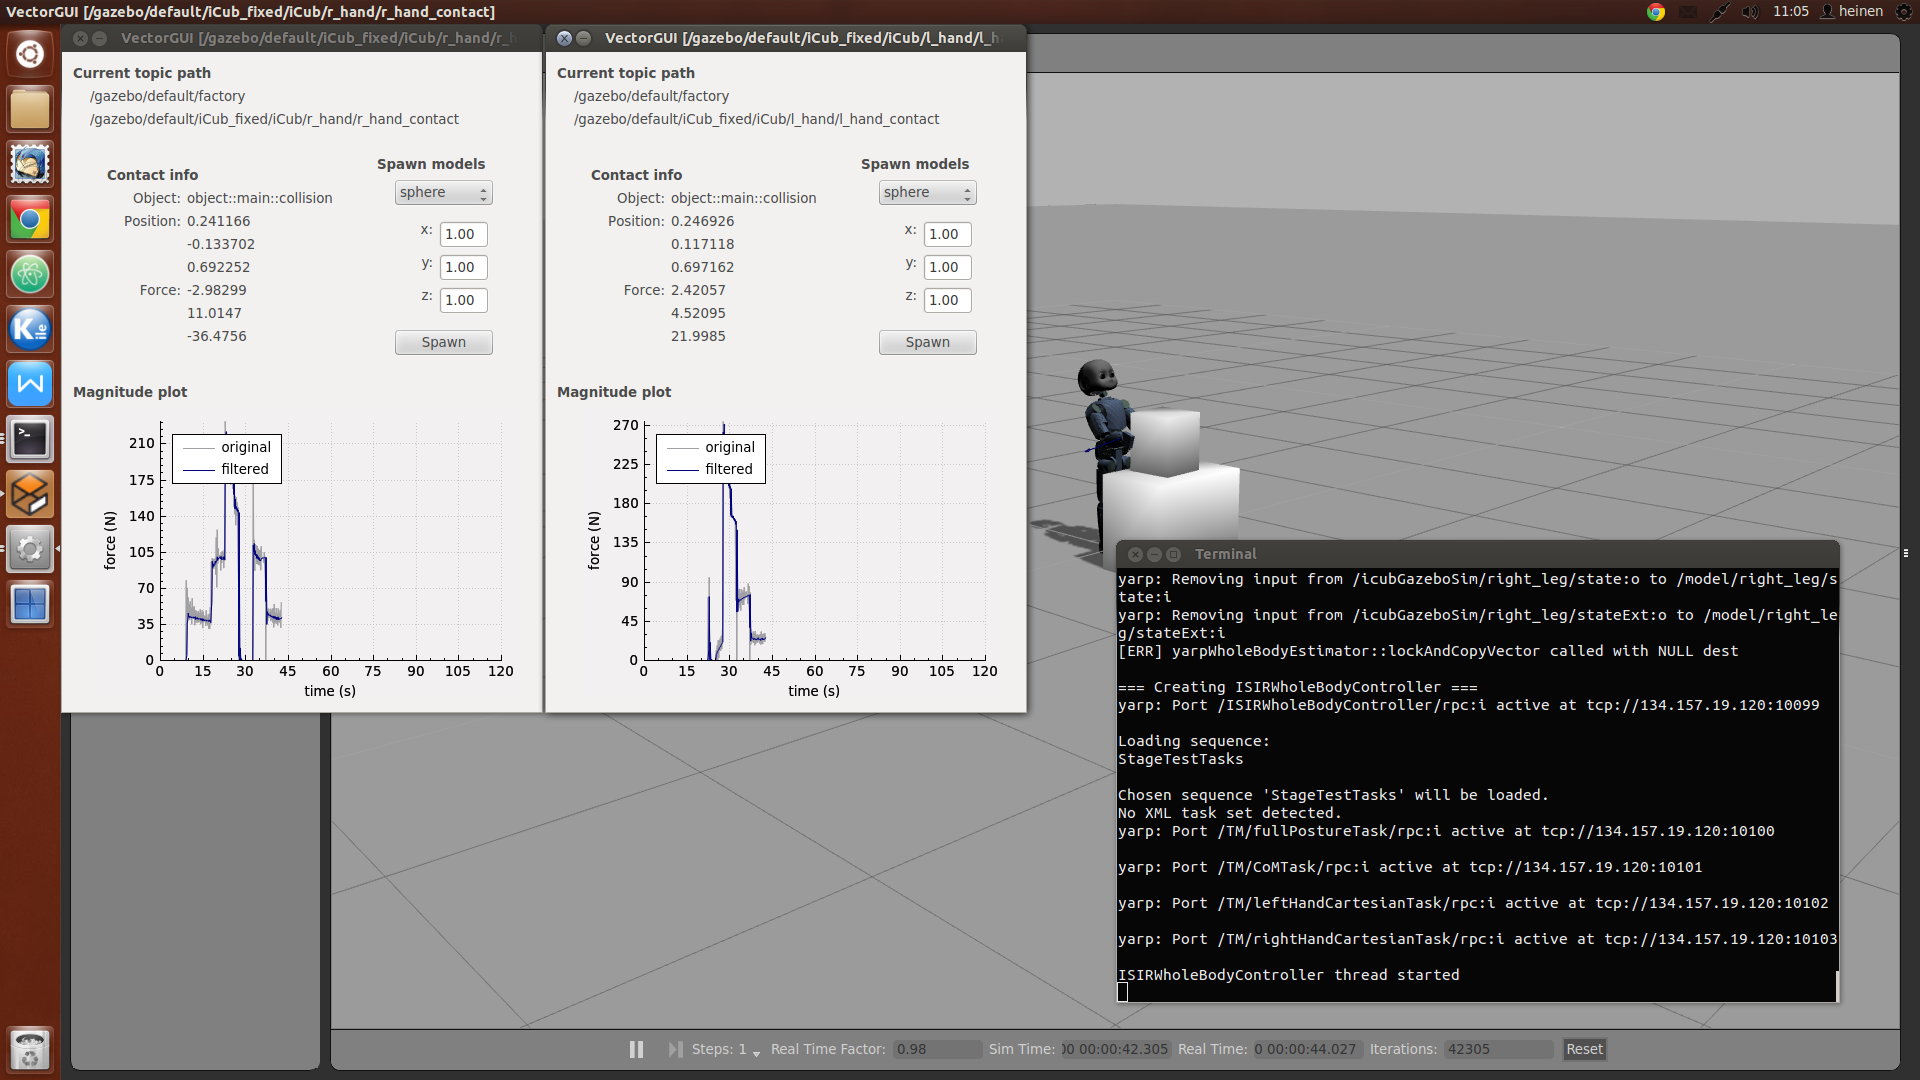 VectorGUI [/gazebo/default/iCub_fixed/iCub/r_hand/r_hand_contact]
11:05 heinen
VectorGUI [/gazebo/default/iCub_fixed/iCub/r_hand/r_h
Current topic path
/gazebo/default/factory
/gazebo/default/iCub_fixed/iCub/r_hand/r_hand_contact
Contact info
Object: object::main::collision
Position: 0.241166
-0.133702
0.692252
Force: -2.98299
11.0147
-36.4756
Spawn models
sphere
x: 1.00
y: 1.00
z: 1.00
Spawn
Magnitude plot
original
filtered
210
175
140
105
70
35
0
force (N)
0 15 30 45 60 75 90 105 120
time (s)
VectorGUI [/gazebo/default/iCub_fixed/iCub/l_hand/l_h
Current topic path
/gazebo/default/factory
/gazebo/default/iCub_fixed/iCub/l_hand/l_hand_contact
Contact info
Object: object::main::collision
Position: 0.246926
0.117118
0.697162
Force: 2.42057
4.52095
21.9985
Spawn models
sphere
x: 1.00
y: 1.00
z: 1.00
Spawn
Magnitude plot
original
filtered
270
225
180
135
90
45
0
force (N)
0 15 30 45 60 75 90 105 120
time (s)
Terminal
yarp: Removing input from /icubGazeboSim/right_leg/state:o to /model/right_leg/s
tate:i
yarp: Removing input from /icubGazeboSim/right_leg/stateExt:o to /model/right_le
g/stateExt:i
[ERR] yarpWholeBodyEstimator::lockAndCopyVector called with NULL dest
=== Creating ISIRWholeBodyController ===
yarp: Port /ISIRWholeBodyController/rpc:i active at tcp://134.157.19.120:10099
Loading sequence:
StageTestTasks
Chosen sequence 'StageTestTasks' will be loaded.
No XML task set detected.
yarp: Port /TM/fullPostureTask/rpc:i active at tcp://134.157.19.120:10100
yarp: Port /TM/CoMTask/rpc:i active at tcp://134.157.19.120:10101
yarp: Port /TM/leftHandCartesianTask/rpc:i active at tcp://134.157.19.120:10102
yarp: Port /TM/rightHandCartesianTask/rpc:i active at tcp://134.157.19.120:10103
ISIRWholeBodyController thread started
Steps: 1 Real Time Factor: 0.98 Sim Time: 00 00:00:42.305 Real Time: 0 00:00:44.027 Iterations: 42305 Reset